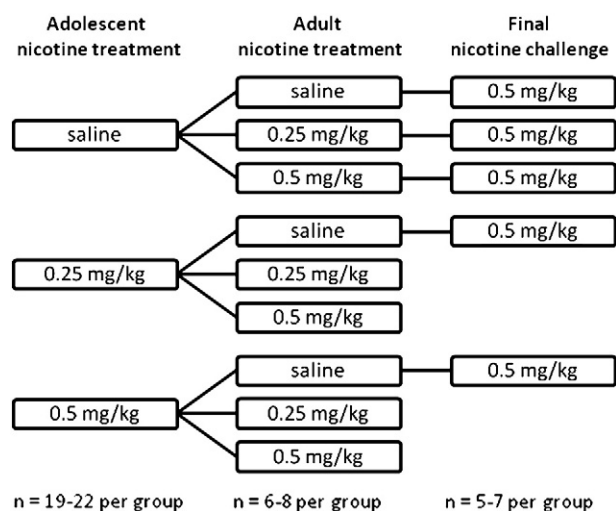 Adolescent nicotine treatment
Adult nicotine treatment
Final nicotine challenge
saline
saline
0.5 mg/kg
0.25 mg/kg
0.5 mg/kg
0.5 mg/kg
0.5 mg/kg
0.25 mg/kg
saline
0.5 mg/kg
0.25 mg/kg
0.5 mg/kg
0.5 mg/kg
saline
0.5 mg/kg
0.25 mg/kg
0.5 mg/kg
n = 19-22 per group
n = 6-8 per group
n = 5-7 per group